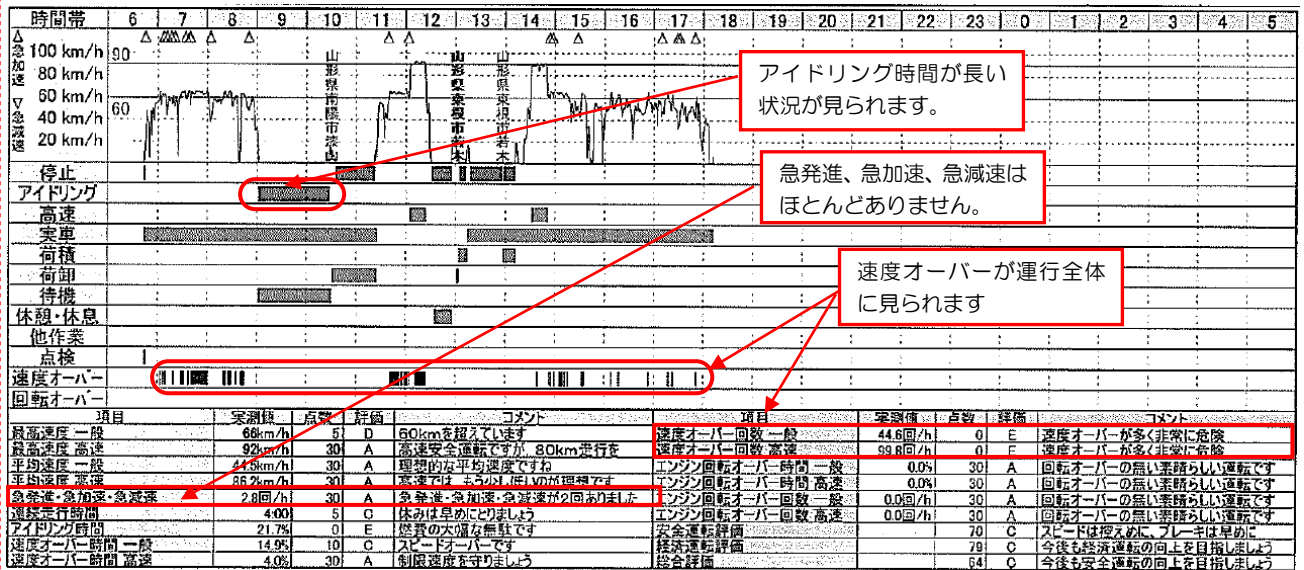 時間帯 6 7 8 9 10 11 12 13 14 15 16 17 18 19 20 21 22 23 0 1 2 3 4 5
△急加速 ▽急減速
100 km/h 90
80 km/h
60 km/h 60
40 km/h
20 km/h
山形県東根市若木
山形県東根市若木
停止
アイドリング
高速
実車
荷積
荷卸
待機
休憩・休息
他作業
点検
速度オーバー
回転オーバー
アイドリング時間が長い
状況が見られます。
急発進、急加速、急減速は
ほとんどありません。
速度オーバーが運行全体
に見られます
項目 実測値 点数 評価 コメント 項目 実測値 点数 評価 コメント
最高速度 一般 66km/h 5 D 60kmを超えています 速度オーバー回数 一般 44.6回/h 0 E 速度オーバーが多く非常に危険
最高速度 高速 92km/h 30 A 高速安全運転ですが、80km走行を 速度オーバー回数 高速 99.8回/h 0 E 速度オーバーが多く非常に危険
平均速度 一般 44.5km/h 30 A 理想的な平均速度ですね エンジン回転オーバー時間 一般 0.0% 30 A 回転オーバーの無い素晴らしい運転です
平均速度 高速 86.2km/h 30 A 高速では、もう少し低いのが理想です エンジン回転オーバー時間 高速 0.0% 30 A 回転オーバーの無い素晴らしい運転です
急発進・急加速・急減速 2.8回/h 30 A 急発進・急加速・急減速が2回ありました エンジン回転オーバー回数 一般 0.0回/h 30 A 回転オーバーの無い素晴らしい運転です
連続走行時間 4:00 5 C 休みは早めにとりましょう エンジン回転オーバー回数 高速 0.0回/h 30 A 回転オーバーの無い素晴らしい運転です
アイドリング時間 21.7% 0 E 燃費の大幅な無駄です 安全運転評価 70 C スピードは控えめに、ブレーキは早めに
速度オーバー時間 一般 14.9% 10 C スピードオーバーです 経済運転評価 79 C 今後も経済運転の向上を目指しましょう
速度オーバー時間 高速 4.0% 30 A 制限速度を守りましょう 総合評価 64 C 今後も安全運転の向上を目指しましょう